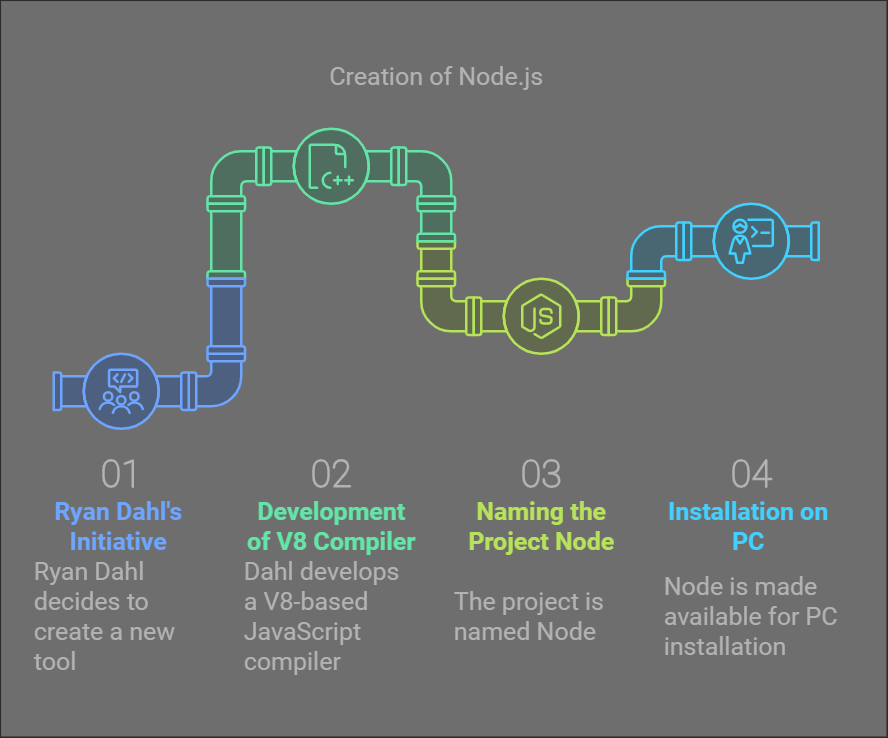 Creation of Node.js
C++
JS
01
Ryan Dahl's
Initiative
Ryan Dahl
decides to
create a new
tool
02
Development
of V8 Compiler
Dahl develops
a V8-based
JavaScript
compiler
03
Naming the
Project Node
The project is
named Node
04
Installation on
PC
Node is made
available for PC
installation